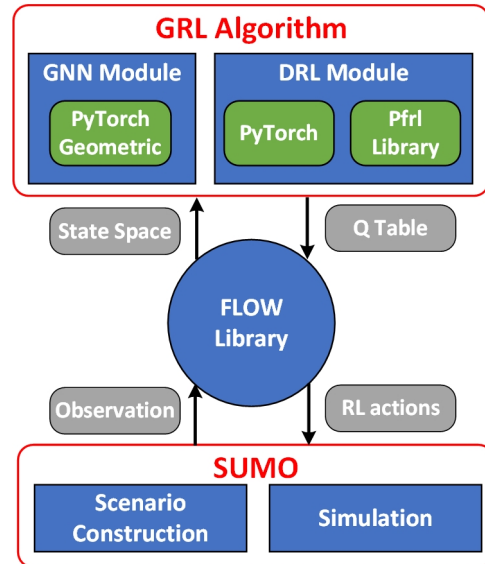 GRL Algorithm
GNN Module
PyTorch
Geometric
DRL Module
PyTorch
Pfrl
Library
State Space
Q Table
FLOW
Library
Observation
RL actions
SUMO
Scenario
Construction
Simulation